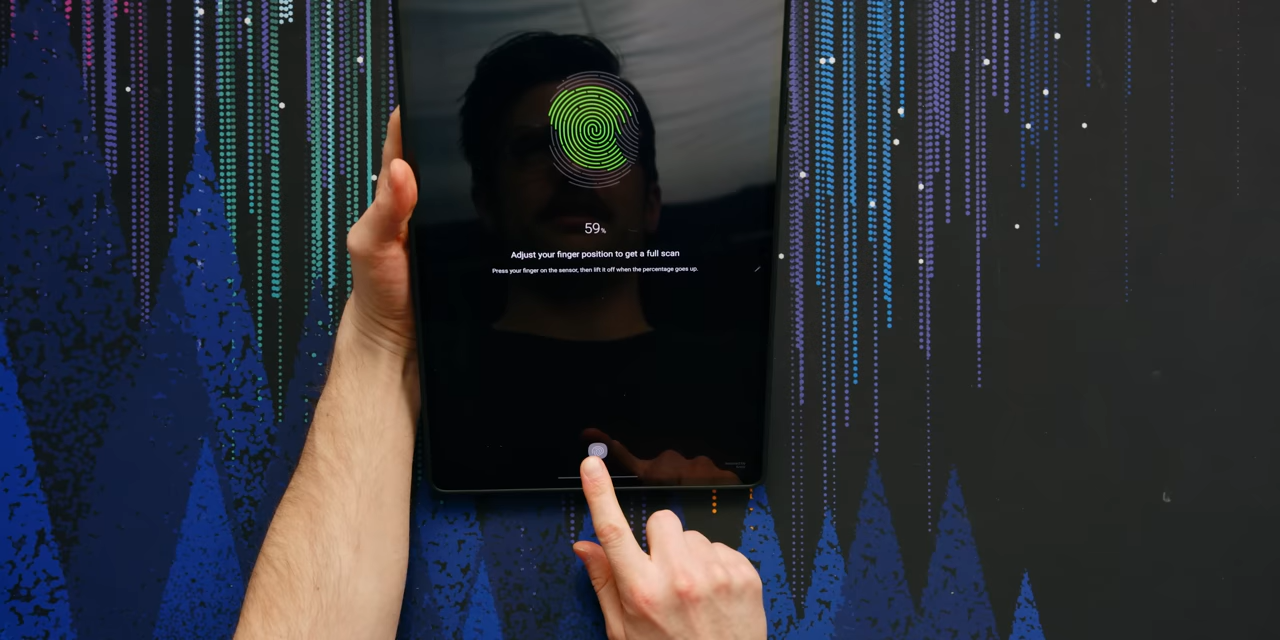 59%
Adjust your finger position to get a full scan
Press your finger on the sensor, then lift it off when the percentage goes up.